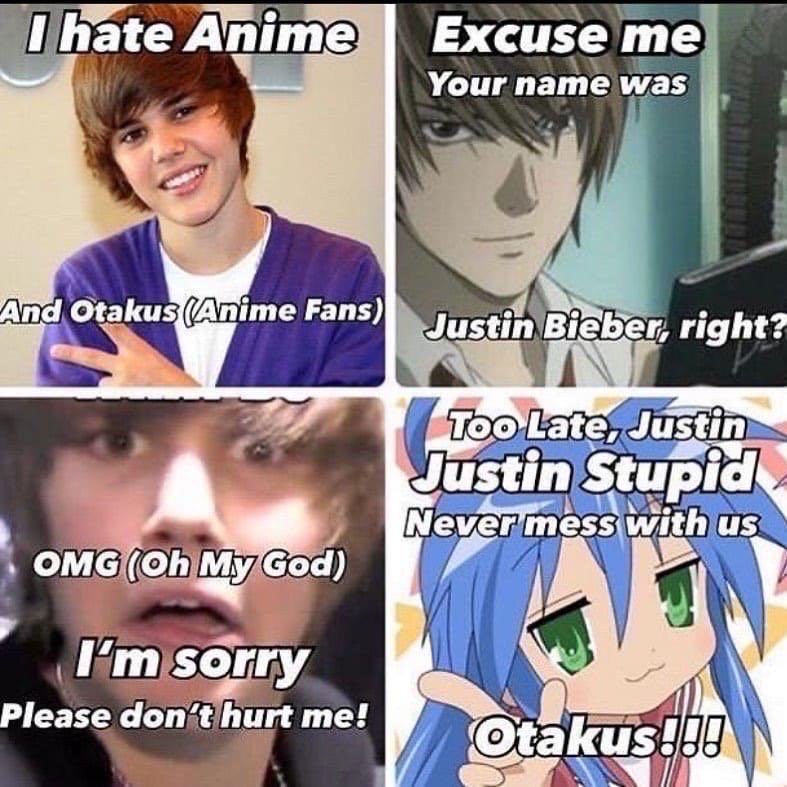 I hate Anime
And Otakus (Anime Fans)
Excuse me
Your name was
Justin Bieber, right?
OMG (Oh My God)
I'm sorry
Please don't hurt me!
Too Late, Justin
Justin Stupid
Never mess with us
Otakus!!!